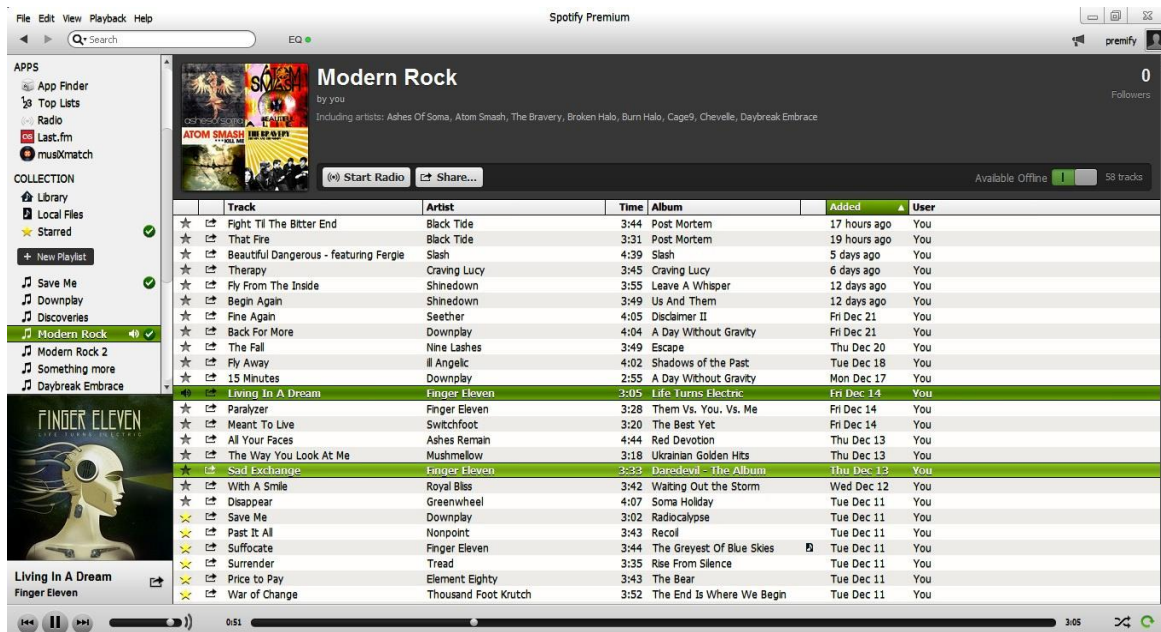 File Edit View Playback Help
Spotify Premium
Search
EQ
premify
APPS
App Finder
Top Lists
Radio
Last.fm
musiXmatch
COLLECTION
Library
Local Files
Starred
+ New Playlist
Save Me
Downplay
Discoveries
Modern Rock
Modern Rock 2
Something more
Daybreak Embrace
FINGER ELEVEN
LIFE TURNS ELECTRIC
Living In A Dream
Finger Eleven
ashes of soma
SMASH
BEAUTIFUL
ATOM SMASH
KILL ME
THE BRAVERY
Modern Rock
by you
Including artists: Ashes Of Soma, Atom Smash, The Bravery, Broken Halo, Burn Halo, Cage9, Chevelle, Daybreak Embrace
0
Followers
Start Radio Share...
Available Offline 58 tracks
Track Artist Time Album Added User
Fight Til The Bitter End Black Tide 3:44 Post Mortem 17 hours ago You
That Fire Black Tide 3:31 Post Mortem 19 hours ago You
Beautiful Dangerous - featuring Fergie Slash 4:39 Slash 5 days ago You
Therapy Craving Lucy 3:45 Craving Lucy 6 days ago You
Fly From The Inside Shinedown 3:55 Leave A Whisper 12 days ago You
Begin Again Shinedown 3:49 Us And Them 12 days ago You
Fine Again Seether 4:05 Disclaimer II Fri Dec 21 You
Back For More Downplay 4:04 A Day Without Gravity Fri Dec 21 You
The Fall Nine Lashes 3:49 Escape Thu Dec 20 You
Fly Away ill Angelic 4:02 Shadows of the Past Tue Dec 18 You
15 Minutes Downplay 2:55 A Day Without Gravity Mon Dec 17 You
Living In A Dream Finger Eleven 3:05 Life Turns Electric Fri Dec 14 You
Paralyzer Finger Eleven 3:28 Them Vs. You. Vs. Me Fri Dec 14 You
Meant To Live Switchfoot 3:20 The Best Yet Fri Dec 14 You
All Your Faces Ashes Remain 4:44 Red Devotion Thu Dec 13 You
The Way You Look At Me Mushmellow 3:18 Ukrainian Golden Hits Thu Dec 13 You
Sad Exchange Finger Eleven 3:33 Daredevil - The Album Thu Dec 13 You
With A Smile Royal Bliss 3:42 Waiting Out the Storm Wed Dec 12 You
Disappear Greenwheel 4:07 Soma Holiday Tue Dec 11 You
Save Me Downplay 3:02 Radiocalypse Tue Dec 11 You
Past It All Nonpoint 3:43 Recoil Tue Dec 11 You
Suffocate Finger Eleven 3:44 The Greyest Of Blue Skies Tue Dec 11 You
Surrender Tread 3:35 Rise From Silence Tue Dec 11 You
Price to Pay Element Eighty 3:43 The Bear Tue Dec 11 You
War of Change Thousand Foot Krutch 3:52 The End Is Where We Begin Tue Dec 11 You
0:51 3:05